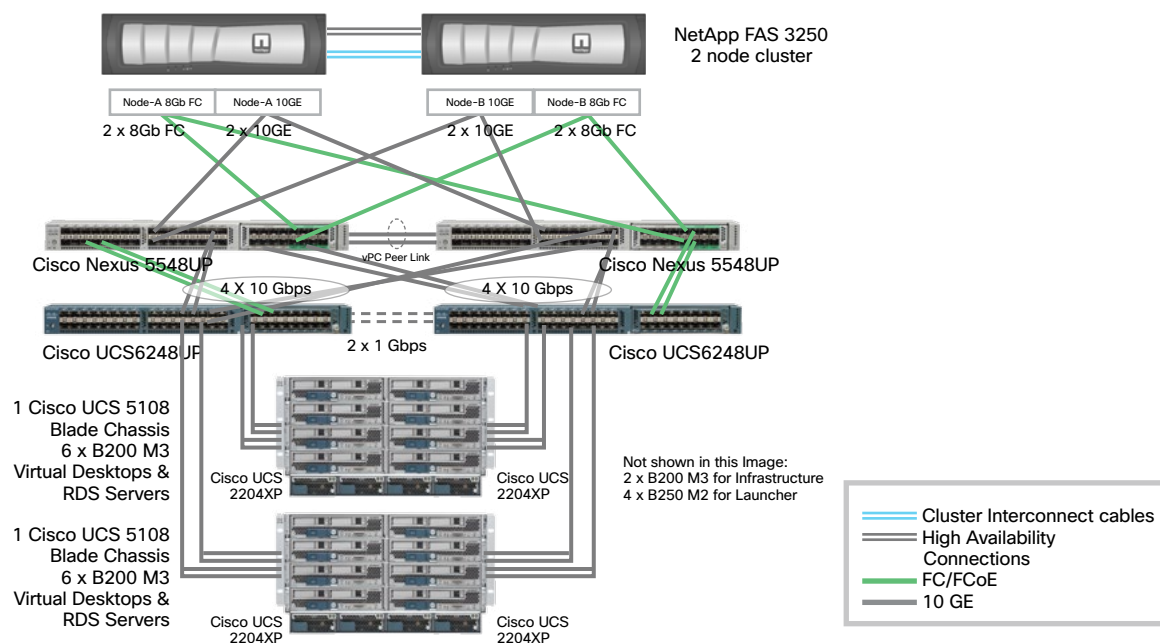 NetApp FAS 3250
2 node cluster
Node-A 8Gb FC
Node-A 10GE
Node-B 10GE
Node-B 8Gb FC
2 x 8Gb FC
2 x 10GE
2 x 10GE
2 x 8Gb FC
vPC Peer Link
Cisco Nexus 5548UP
Cisco Nexus 5548UP
4 X 10 Gbps
4 X 10 Gbps
2 x 1 Gbps
Cisco UCS6248UP
Cisco UCS6248UP
1 Cisco UCS 5108
Blade Chassis
6 x B200 M3
Virtual Desktops &
RDS Servers
Cisco UCS
2204XP
Cisco UCS
2204XP
Not shown in this Image:
2 x B200 M3 for Infrastructure
4 x B250 M2 for Launcher
1 Cisco UCS 5108
Blade Chassis
6 x B200 M3
Virtual Desktops &
RDS Servers
Cisco UCS
2204XP
Cisco UCS
2204XP
Cluster Interconnect cables
High Availability
Connections
FC/FCoE
10 GE